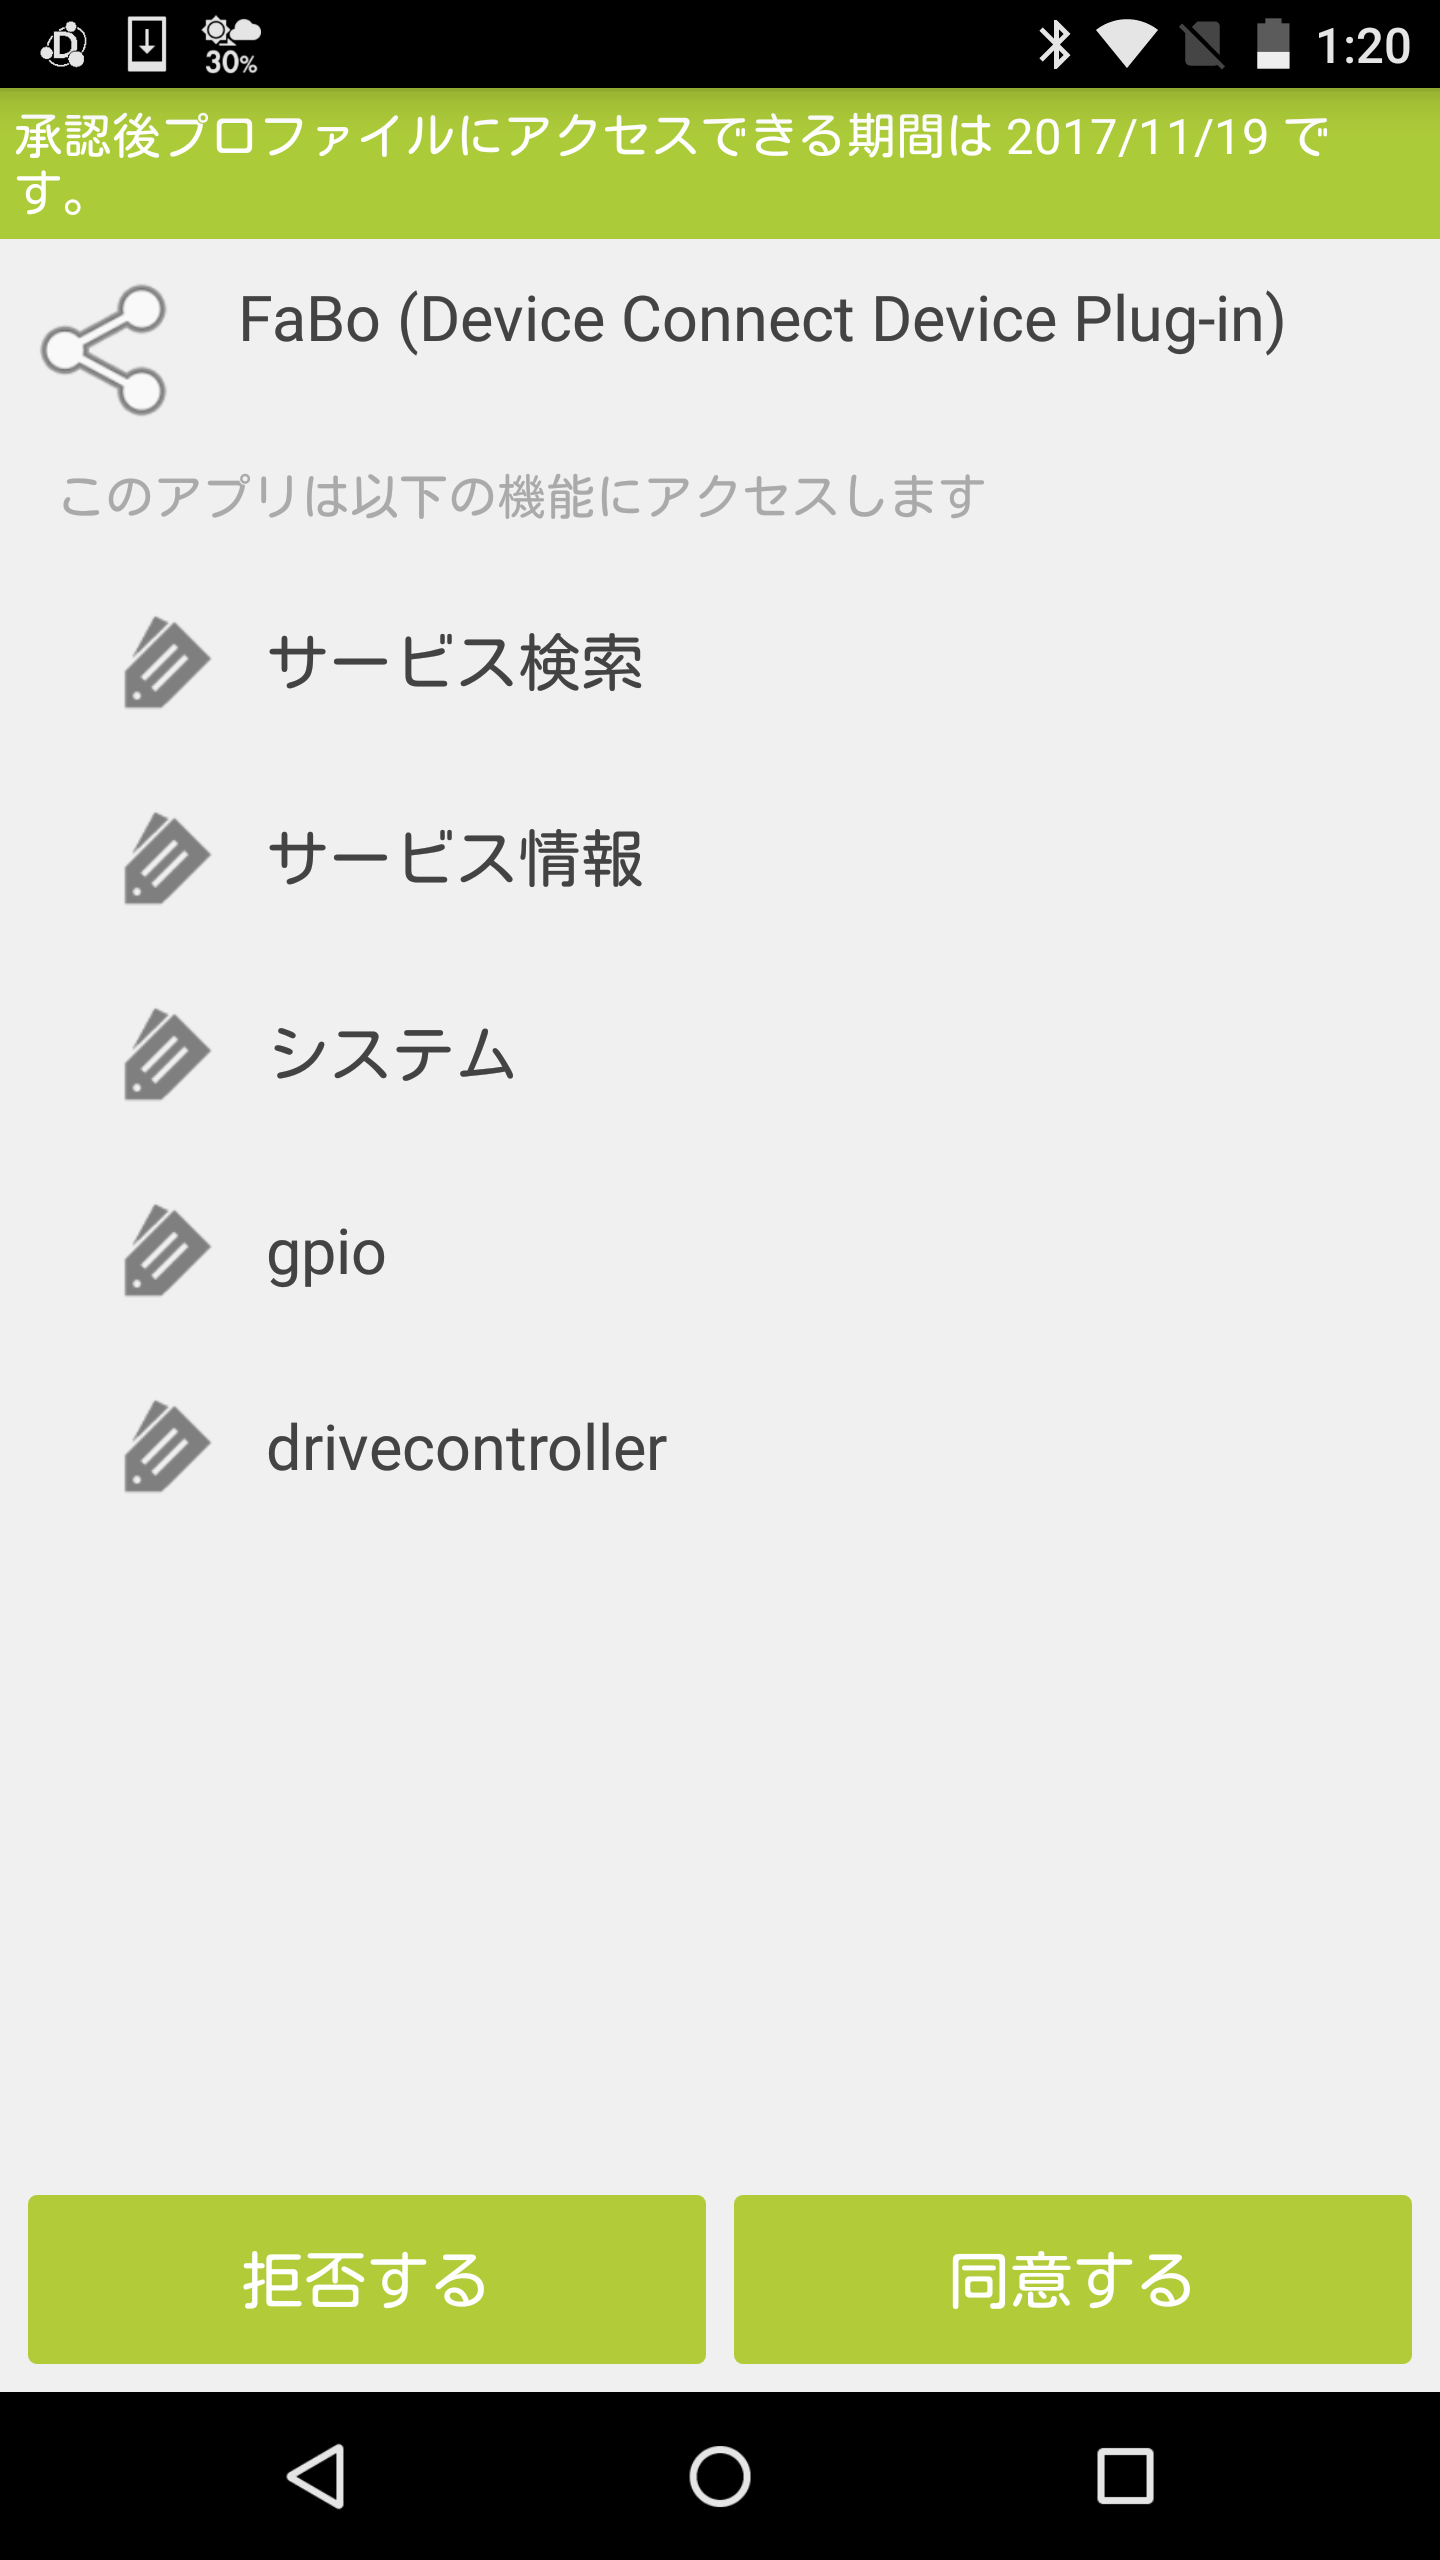 D
30%
1:20
承認後プロファイルにアクセスできる期間は 2017/11/19 で
す。
FaBo (Device Connect Device Plug-in)
このアプリは以下の機能にアクセスします
サービス検索
サービス情報
システム
gpio
drivecontroller
拒否する
同意する